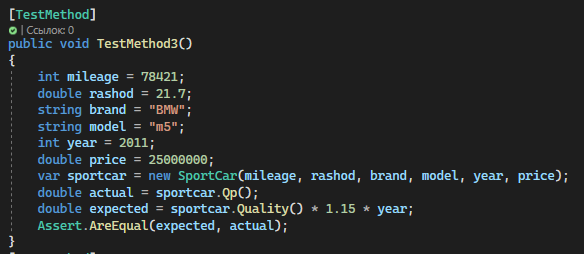 [TestMethod]
| Ссылок: 0
public void TestMethod3()
{
int mileage = 78421;
double rashod = 21.7;
string brand = "BMW";
string model = "m5";
int year = 2011;
double price = 25000000;
var sportcar = new SportCar(mileage, rashod, brand, model, year, price);
double actual = sportcar.Qp();
double expected = sportcar.Quality() * 1.15 * year;
Assert.AreEqual(expected, actual);
}